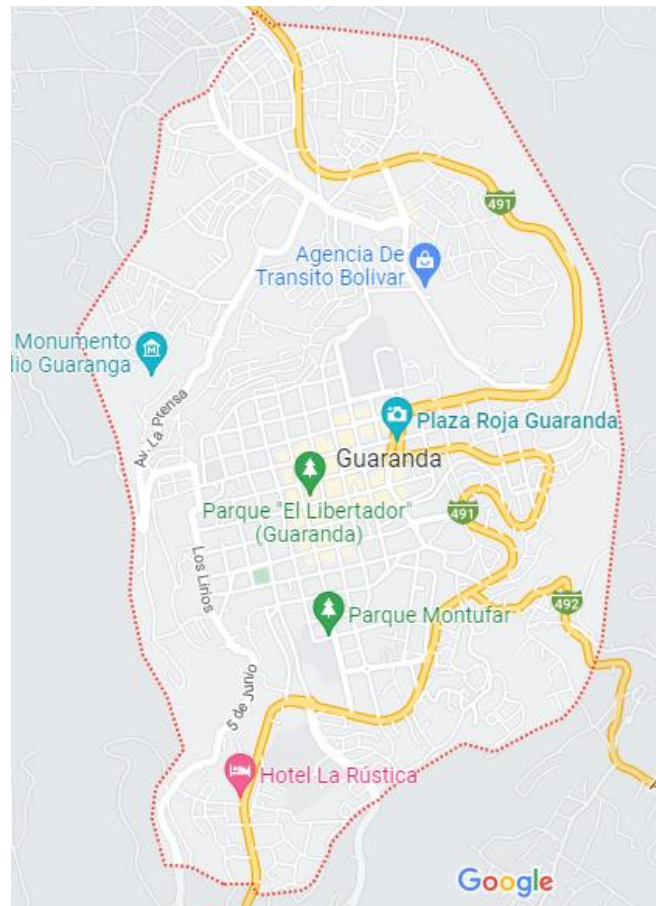 491
Agencia De
Transito Bolivar
Monumento
dio Guaranga
Av. La Prensa
Plaza Roja Guaranda
Guaranda
Parque "El Libertador"
(Guaranda)
491
Los Lirios
492
Parque Montufar
5 de Junio
Hotel La Rústica
Google